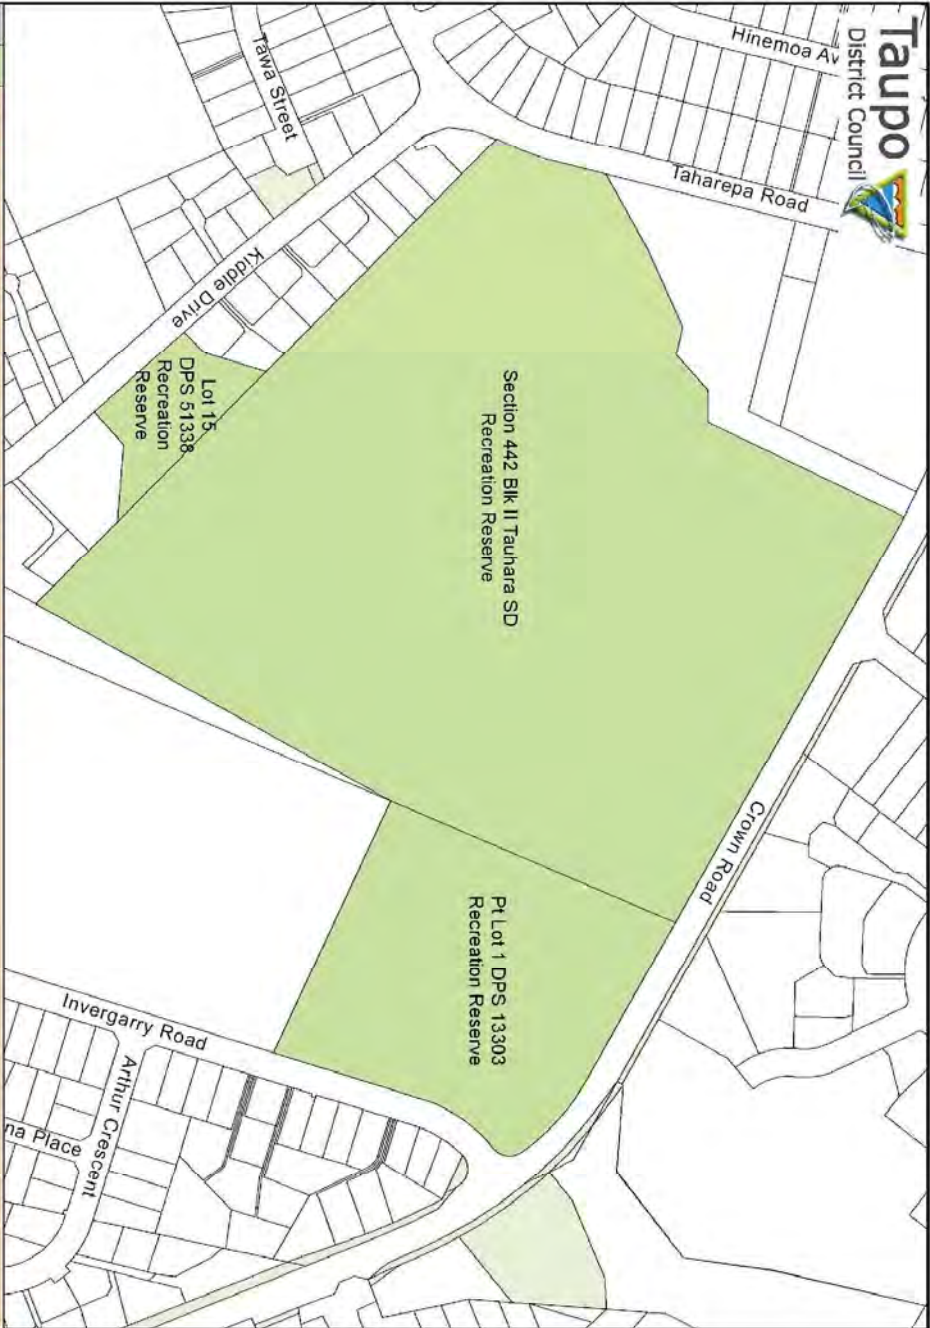 Taupo
District Council
Hinemoa Av
Taharepa Road
Tawa Street
Kiddle Drive
Lot 15
DPS 51338
Recreation
Reserve
Section 442 Blk II Tauhara SD
Recreation Reserve
Crown Road
Pt Lot 1 DPS 13303
Recreation Reserve
Invergarry Road
Arthur Crescent
na Place